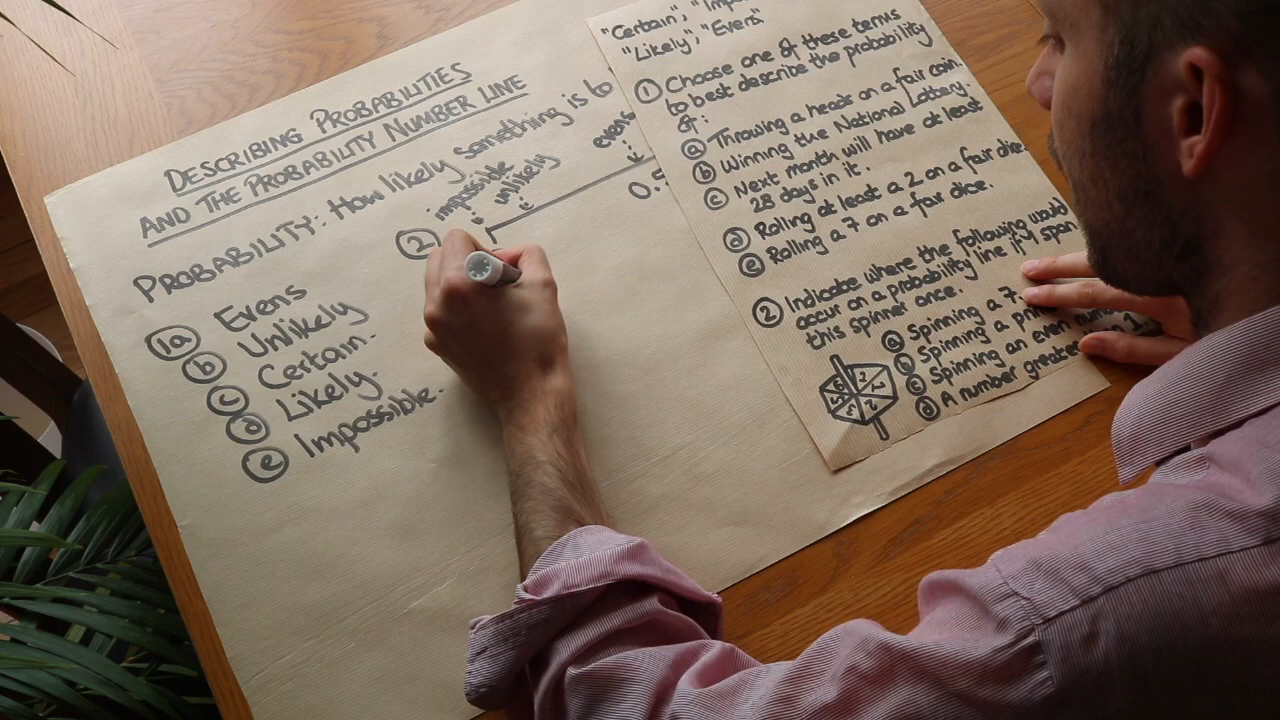 DESCRIBING PROBABILITIES
AND THE PROBABILITY NUMBER LINE
PROBABILITY: How likely something is to
1a Evens
b Unlikely
c Certain.
d Likely.
e Impossible.
2 impossible
unlikely
evens
0.5
"Certain", "Impo
"Likely", "Evens".
1 Choose one of these terms
to best describe the probability
of:
a Throwing a heads on a fair coin.
b Winning the National Lottery.
c Next month will have at least
28 days in it.
d Rolling at least a 2 on a fair dice.
e Rolling a 7 on a fair dice.
2 Indicate where the following would
occur on a probability line if I span
this spinner once.
a Spinning a 7.
b Spinning a pri
c Spinning an even num
d A number greater than 1.